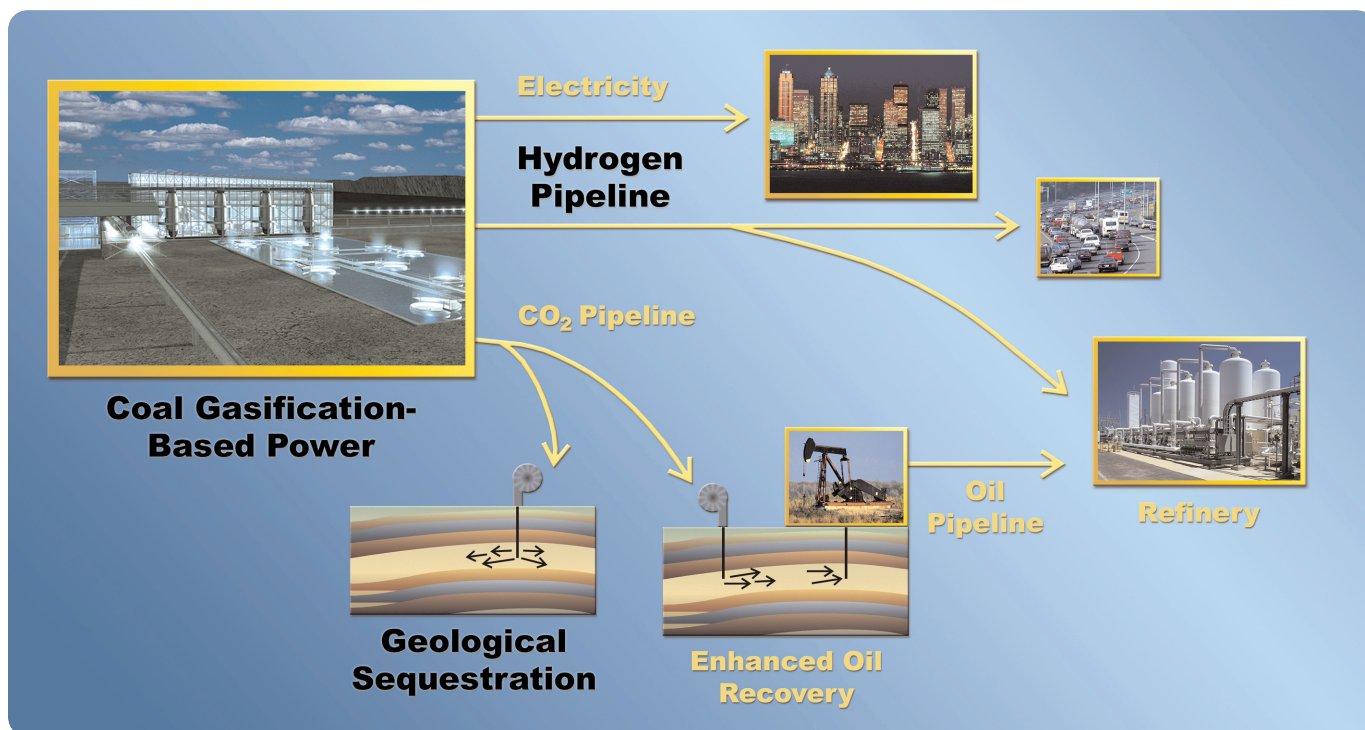 Electricity
Hydrogen
Pipeline
CO₂ Pipeline
Coal Gasification-
Based Power
Oil
Pipeline
Refinery
Geological
Sequestration
Enhanced Oil
Recovery